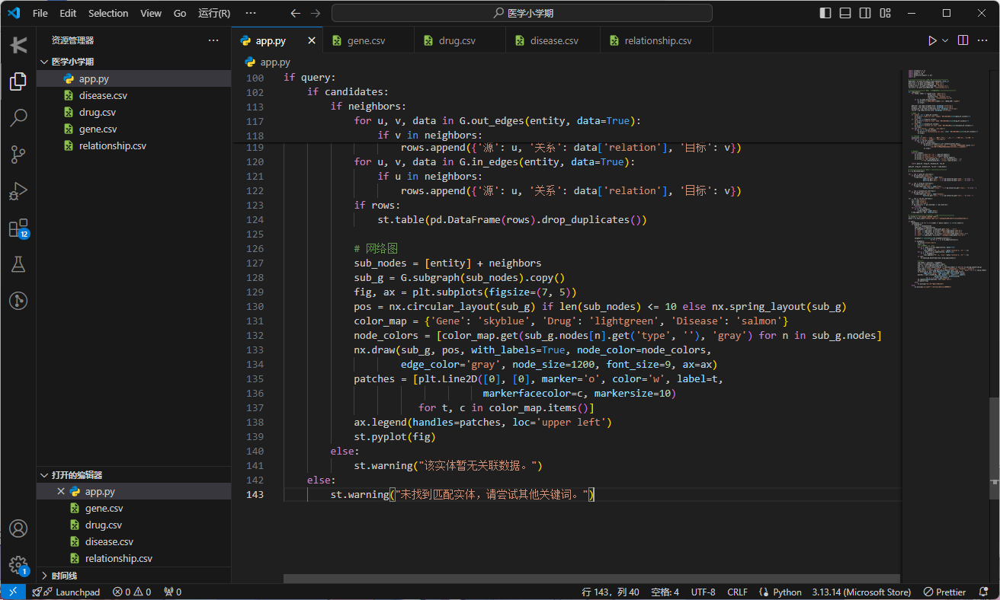 File Edit Selection View Go 运行(R) ··· 医学小学期
资源管理器 ···
医学小学期
app.py
disease.csv
drug.csv
gene.csv
relationship.csv
打开的编辑器
app.py
gene.csv
drug.csv
disease.csv
relationship.csv
时间线
12
1
app.py gene.csv drug.csv disease.csv relationship.csv
app.py
100 if query:
102 if candidates:
113 if neighbors:
117 for u, v, data in G.out_edges(entity, data=True):
118 if v in neighbors:
119 rows.append({'源': u, '关系': data['relation'], '目标': v})
120 for u, v, data in G.in_edges(entity, data=True):
121 if u in neighbors:
122 rows.append({'源': u, '关系': data['relation'], '目标': v})
123 if rows:
124 st.table(pd.DataFrame(rows).drop_duplicates())
125
126 # 网络图
127 sub_nodes = [entity] + neighbors
128 sub_g = G.subgraph(sub_nodes).copy()
129 fig, ax = plt.subplots(figsize=(7, 5))
130 pos = nx.circular_layout(sub_g) if len(sub_nodes) <= 10 else nx.spring_layout(sub_g)
131 color_map = {'Gene': 'skyblue', 'Drug': 'lightgreen', 'Disease': 'salmon'}
132 node_colors = [color_map.get(sub_g.nodes[n].get('type', ''), 'gray') for n in sub_g.nodes]
133 nx.draw(sub_g, pos, with_labels=True, node_color=node_colors,
134 edge_color='gray', node_size=1200, font_size=9, ax=ax)
135 patches = [plt.Line2D([0], [0], marker='o', color='w', label=t,
136 markerfacecolor=c, markersize=10)
137 for t, c in color_map.items()]
138 ax.legend(handles=patches, loc='upper left')
139 st.pyplot(fig)
140 else:
141 st.warning("该实体暂无关联数据。")
142 else:
143 st.warning("未找到匹配实体，请尝试其他关键词。")
Launchpad 0 0 0 行 143，列 40 空格: 4 UTF-8 CRLF Python 3.13.14 (Microsoft Store) Prettier